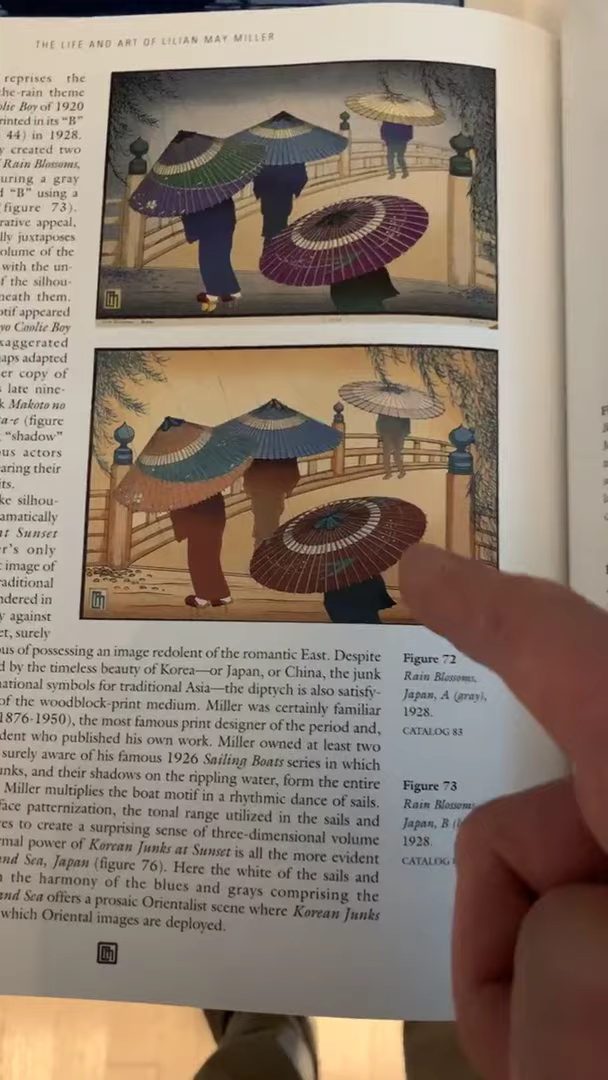 THE LIFE AND ART OF LILIAN MAY MILLER
reprises the
the-rain theme
olie Boy of 1920
rinted in its “B”
44) in 1928.
y created two
Rain Blossoms,
uring a gray
“B” using a
(figure 73).
rative appeal,
lly juxtaposes
olume of the
with the un-
f the silhou-
neath them.
otif appeared
yo Coolie Boy
xaggerated
aps adapted
er copy of
late nine-
k Makoto no
a-e (figure
“shadow”
ous actors
earing their
its.
ke silhou-
amatically
at Sunset
er’s only
image of
raditional
ndered in
y against
et, surely
ous of possessing an image redolent of the romantic East. Despite
d by the timeless beauty of Korea—or Japan, or China, the junk
national symbols for traditional Asia—the diptych is also satisfy-
of the woodblock-print medium. Miller was certainly familiar
1876-1950), the most famous print designer of the period and,
dent who published his own work. Miller owned at least two
surely aware of his famous 1926 Sailing Boats series in which
unks, and their shadows on the rippling water, form the entire
Miller multiplies the boat motif in a rhythmic dance of sails.
face patternization, the tonal range utilized in the sails and
res to create a surprising sense of three-dimensional volume
rmal power of Korean Junks at Sunset is all the more evident
nd Sea, Japan (figure 76). Here the white of the sails and
n the harmony of the blues and grays comprising the
nd Sea offers a prosaic Orientalist scene where Korean Junks
which Oriental images are deployed.
Figure 72
Rain Blossoms,
Japan, A (gray),
1928.
CATALOG 83
Figure 73
Rain Blossoms
Japan, B
1928.
CATALOG